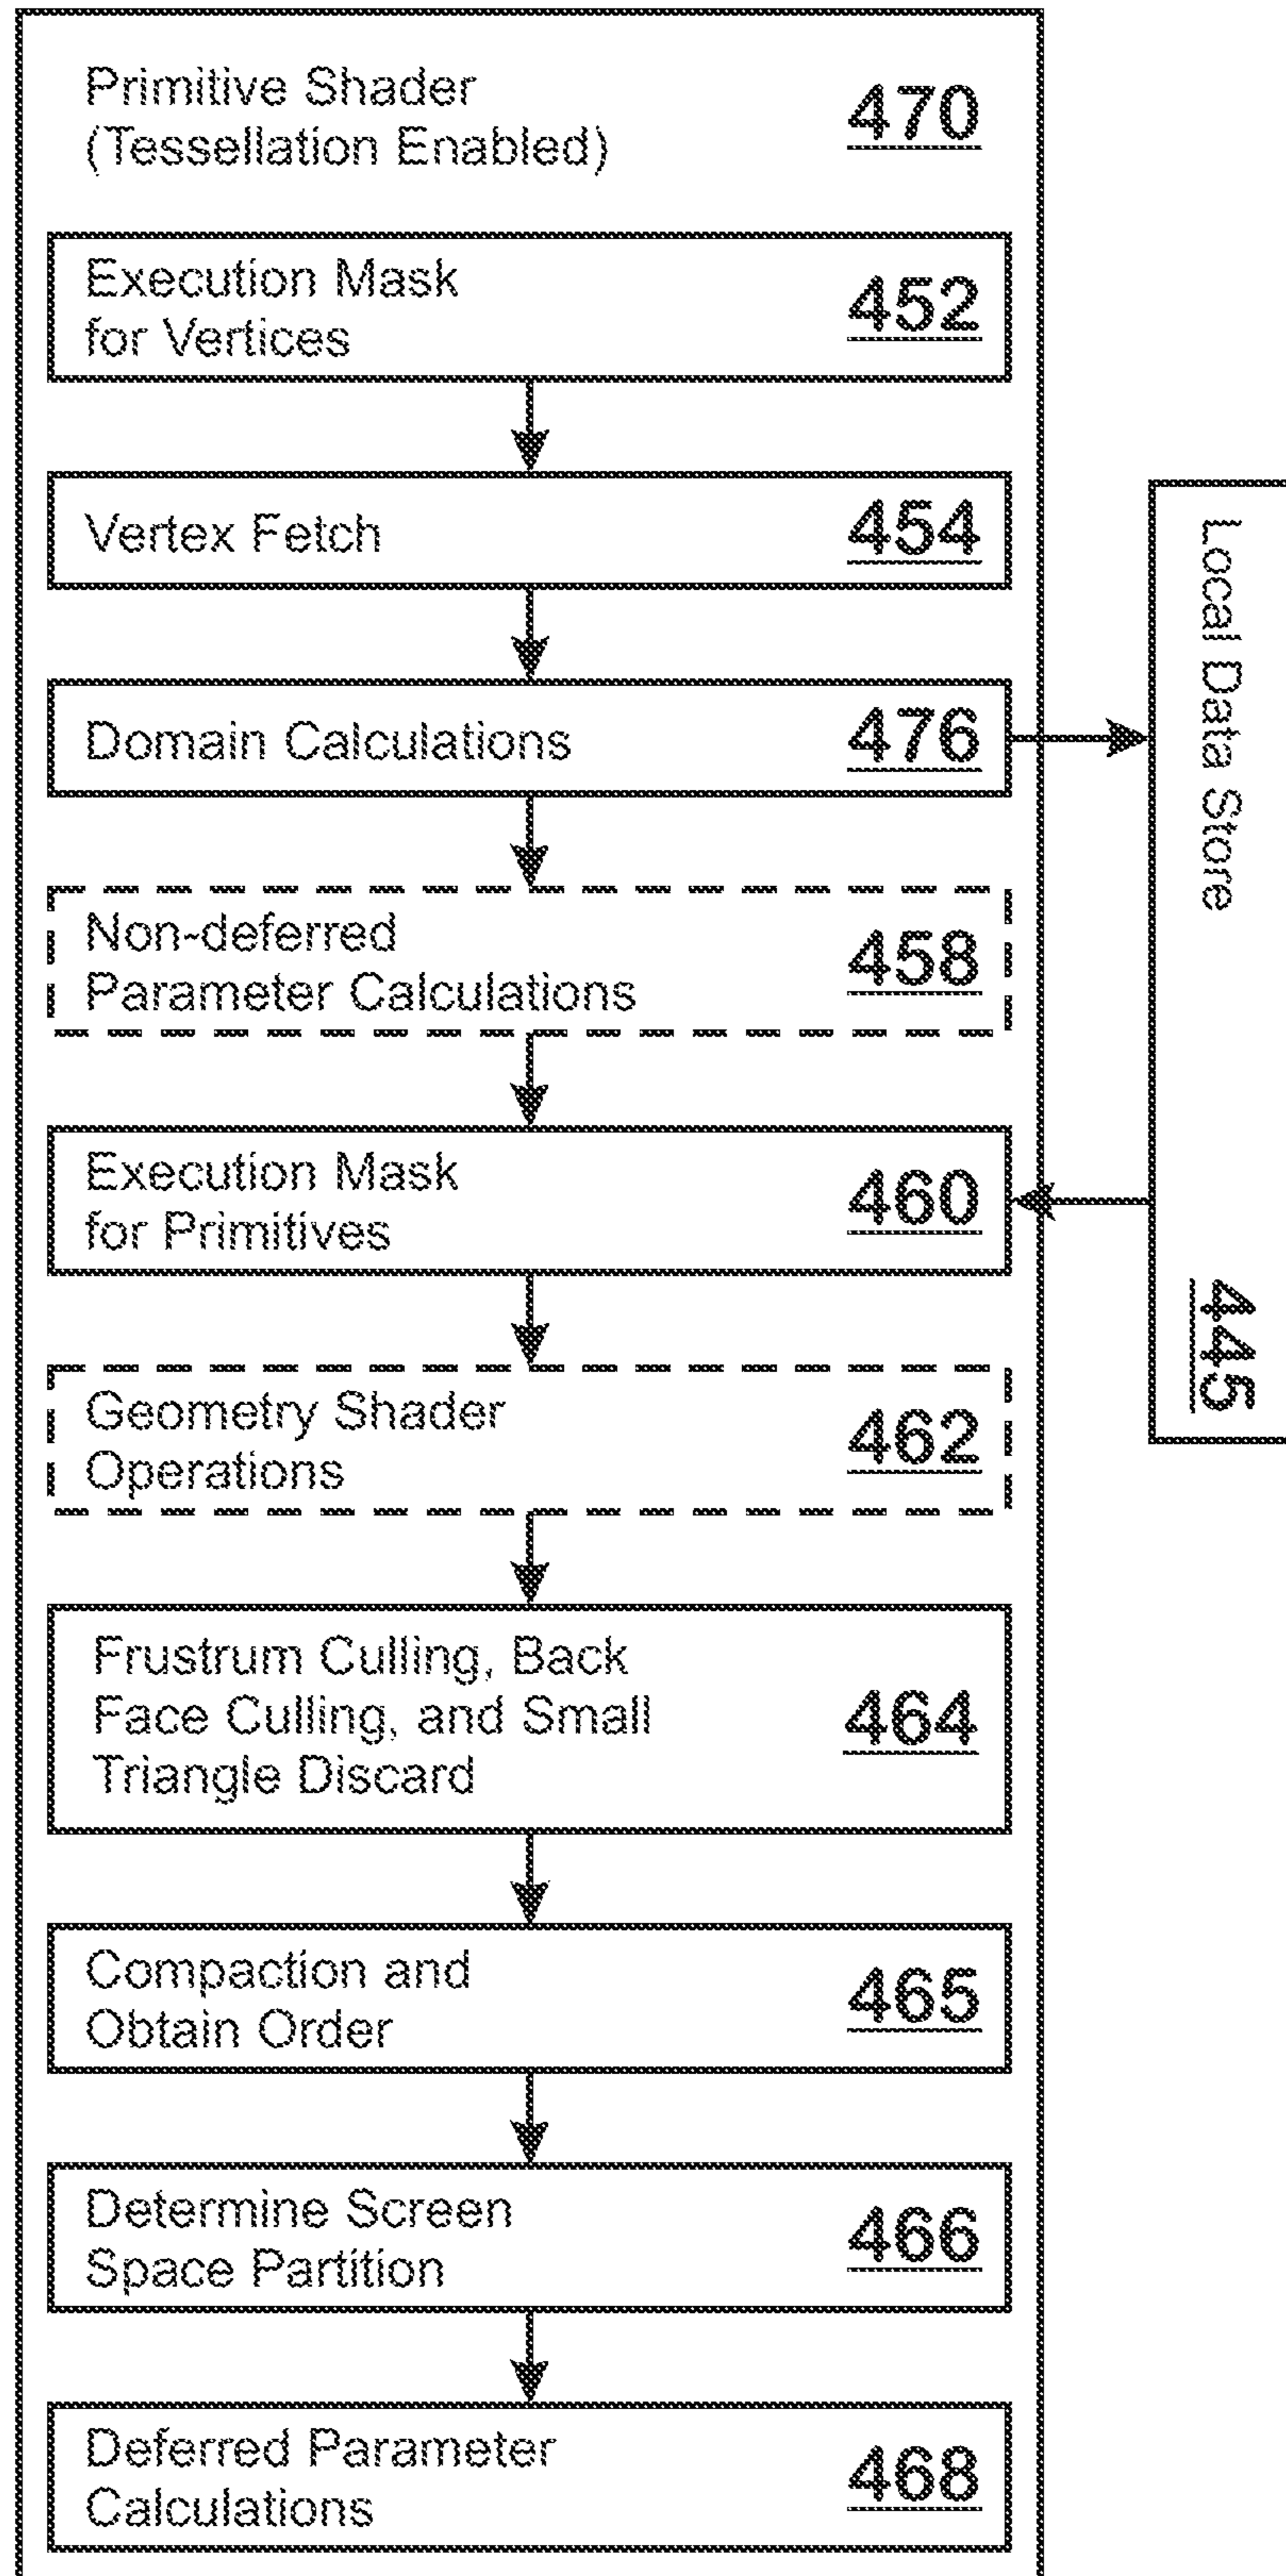 Primitive Shader
(Tessellation Enabled)
470
Execution Mask
for Vertices
452
Vertex Fetch
454
Domain Calculations
476
Non-deferred
Parameter Calculations
458
Execution Mask
for Primitives
460
Geometry Shader
Operations
462
Frustrum Culling, Back
Face Culling, and Small
Triangle Discard
464
Compaction and
Obtain Order
465
Determine Screen
Space Partition
466
Deferred Parameter
Calculations
468
Local Data Store
445